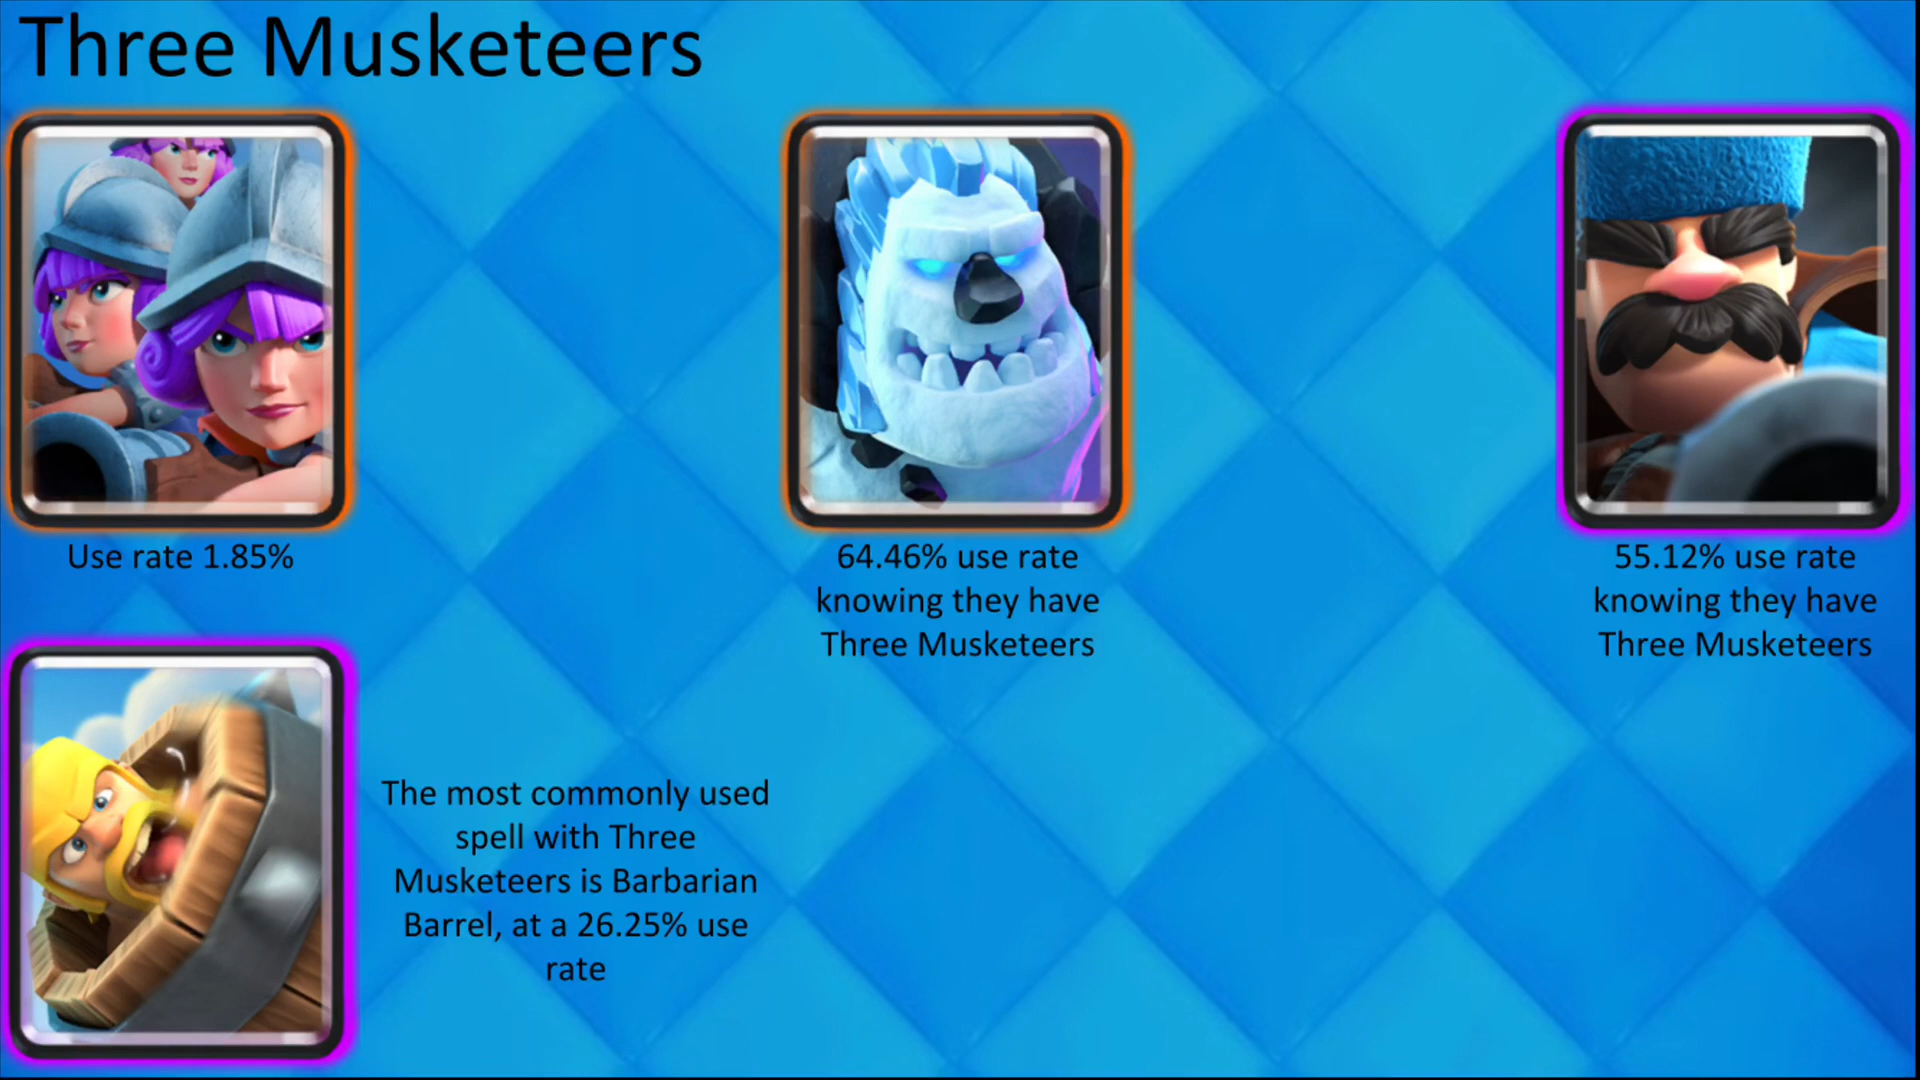 Three Musketeers
Use rate 1.85%
64.46% use rate
knowing they have
Three Musketeers
55.12% use rate
knowing they have
Three Musketeers
The most commonly used
spell with Three
Musketeers is Barbarian
Barrel, at a 26.25% use
rate